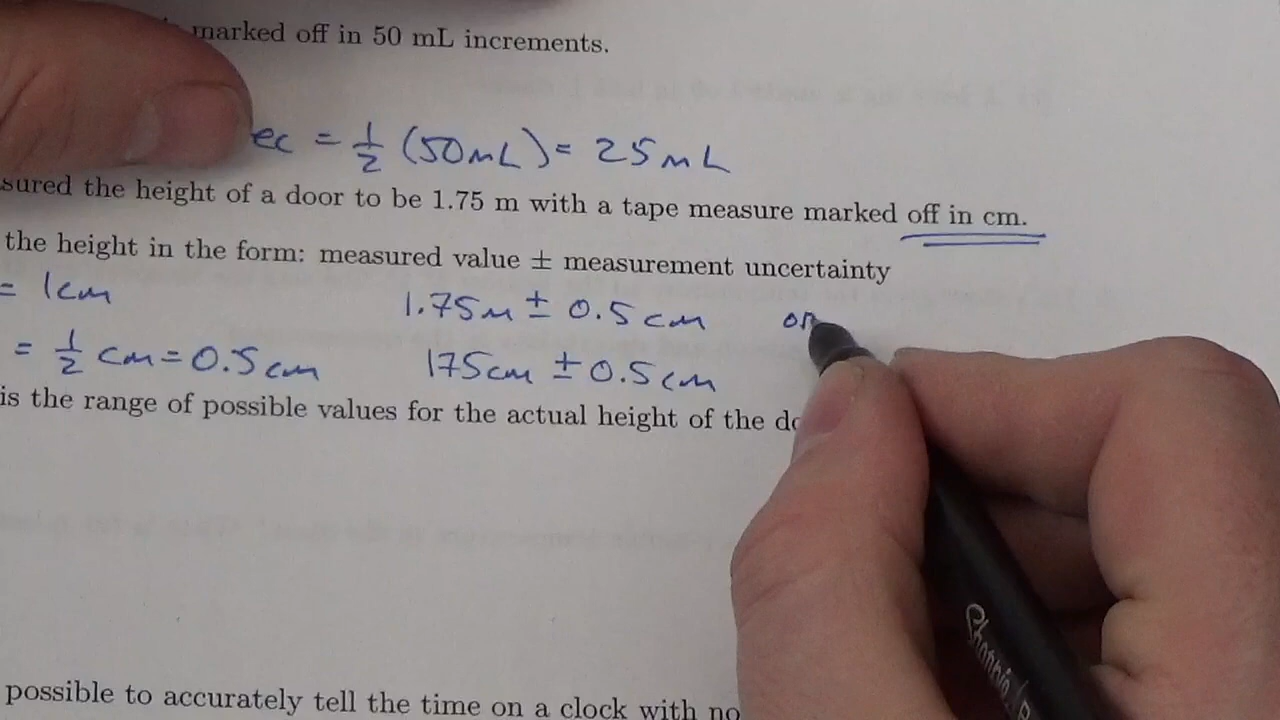 marked off in 50 mL increments.
ec = 1/2 (50mL) = 25mL
sured the height of a door to be 1.75 m with a tape measure marked off in cm.
the height in the form: measured value ± measurement uncertainty
= 1cm 1.75m ± 0.5cm or
= 1/2 cm = 0.5cm 175cm ± 0.5cm
is the range of possible values for the actual height of the do
possible to accurately tell the time on a clock with no
Sharpie